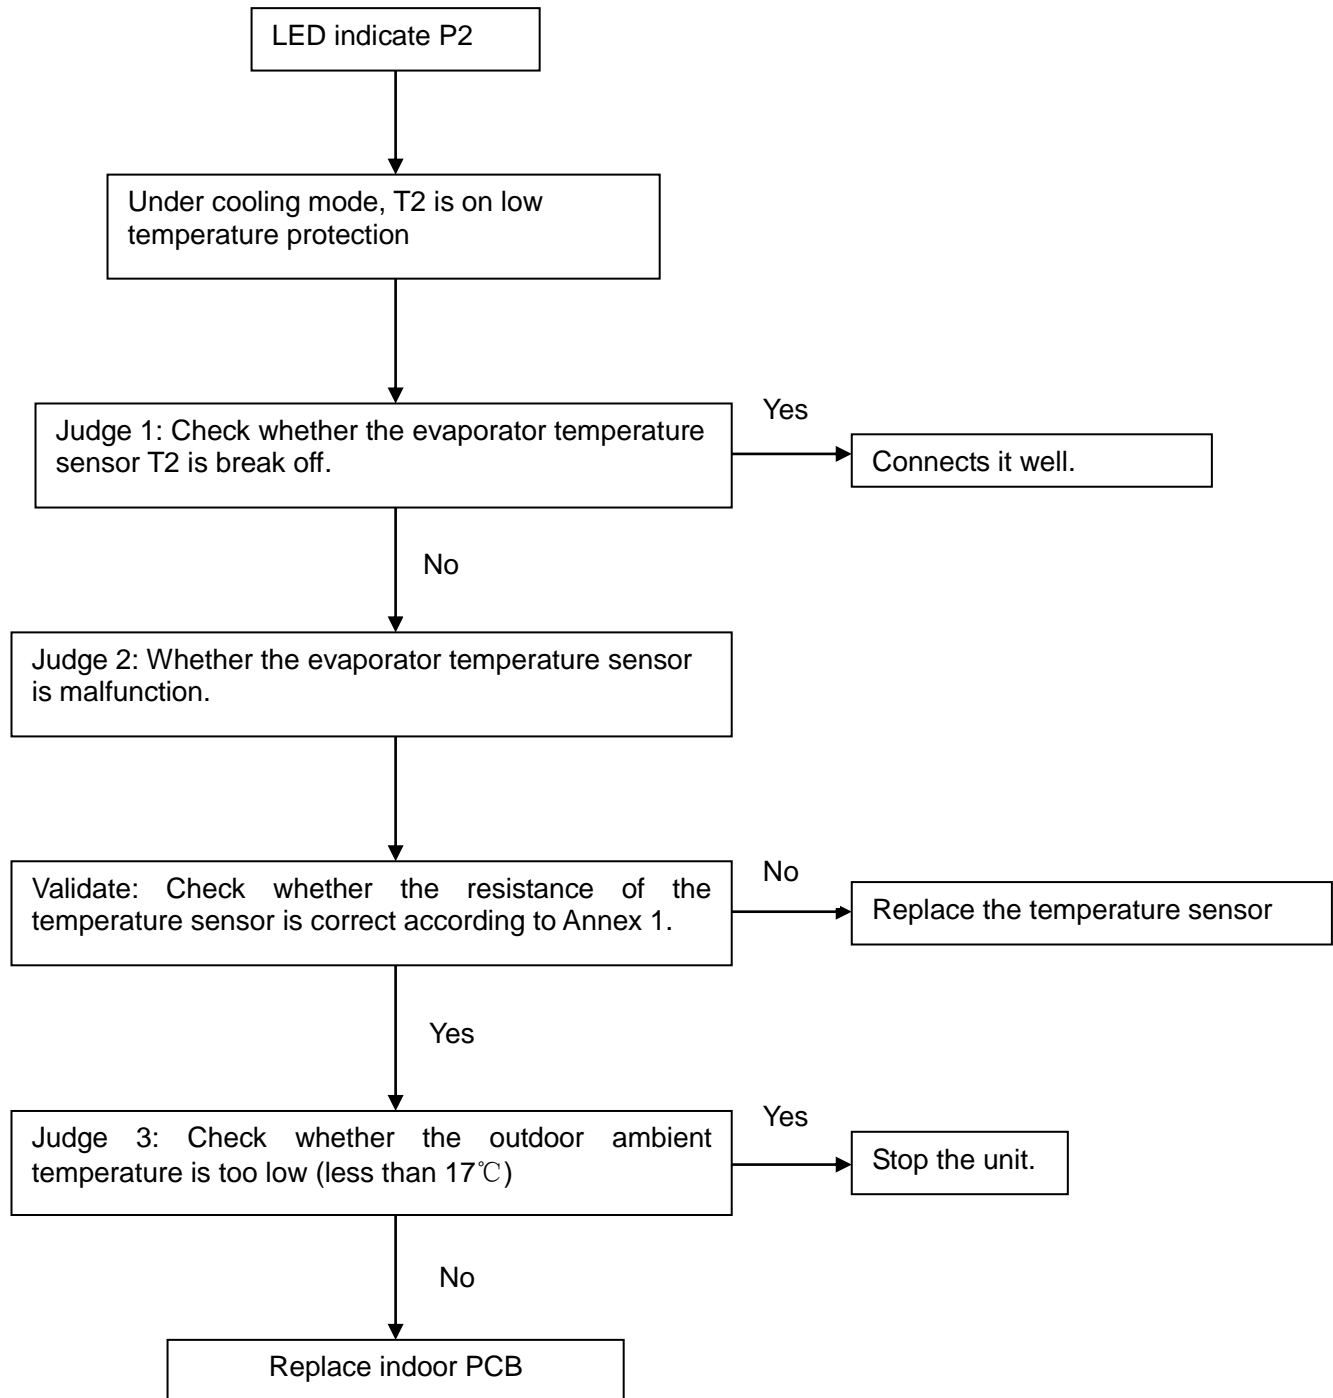 LED indicate P2
Under cooling mode, T2 is on low
temperature protection
Judge 1: Check whether the evaporator temperature
sensor T2 is break off.
Yes
Connects it well.
No
Judge 2: Whether the evaporator temperature sensor
is malfunction.
Validate: Check whether the resistance of the
temperature sensor is correct according to Annex 1.
No
Replace the temperature sensor
Yes
Judge 3: Check whether the outdoor ambient
temperature is too low (less than 17℃)
Yes
Stop the unit.
No
Replace indoor PCB